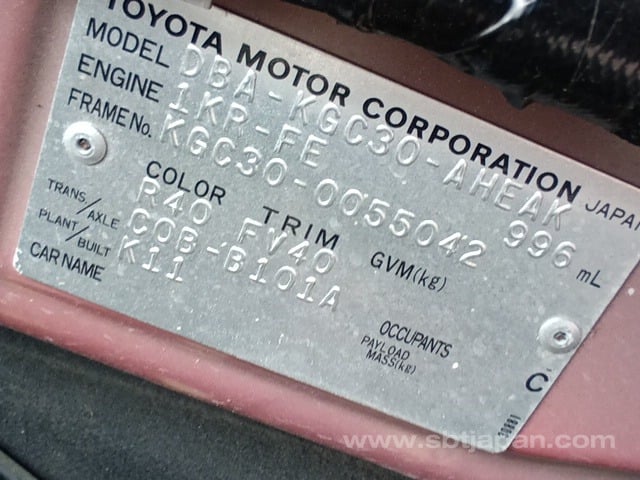 TOYOTA MOTOR CORPORATION JAPAN
MODEL DBA-KGC30-AHEAK
ENGINE 1KR-FE 996 mL
FRAME No. KGC30-0055042
COLOR TRIM GVM(kg)
R40 FV40
TRANS./AXLE C0B-B101A
PLANT/BUILT K11
CAR NAME
OCCUPANTS
PAYLOAD
MASS(kg)
C
www.sbtjapan.com